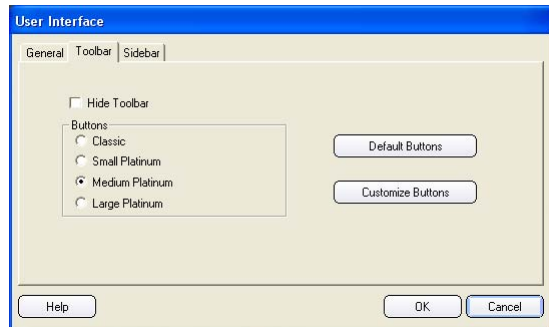 User Interface
General Toolbar Sidebar
Hide Toolbar
Buttons
Classic
Small Platinum
Medium Platinum
Large Platinum
Default Buttons
Customize Buttons
Help OK Cancel